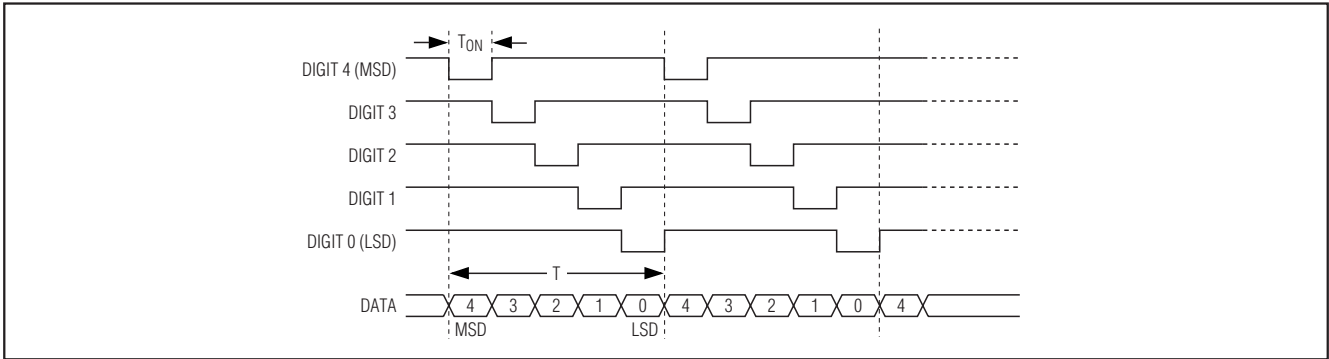 TON
DIGIT 4 (MSD)
DIGIT 3
DIGIT 2
DIGIT 1
DIGIT 0 (LSD)
T
DATA 4 3 2 1 0 4 3 2 1 0 4
MSD LSD